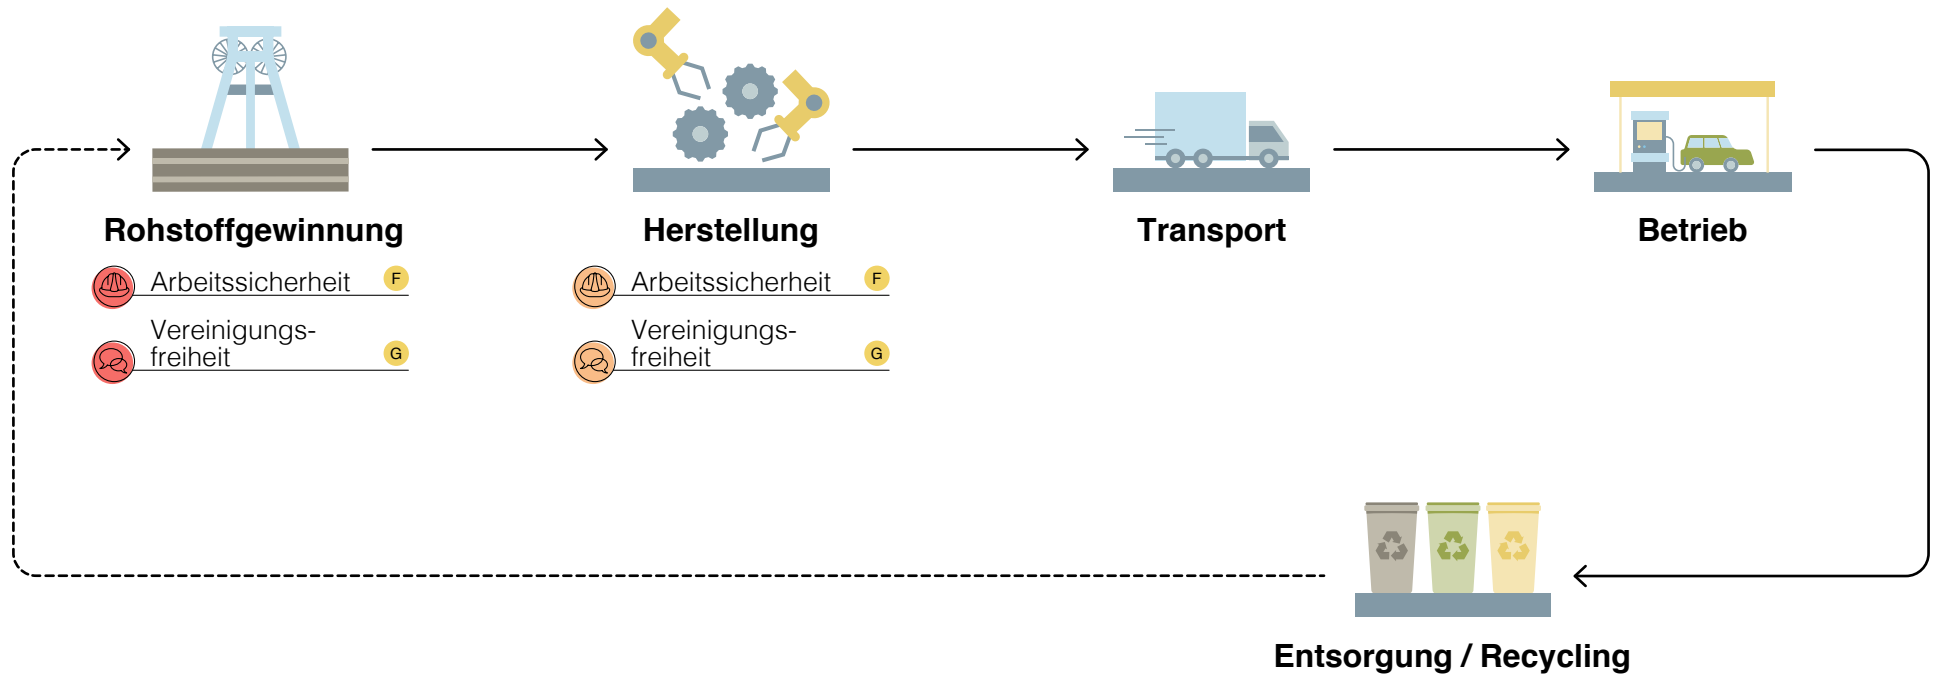 Rohstoffgewinnung
Arbeitssicherheit F
Vereinigungs-
freiheit G
Herstellung
Arbeitssicherheit F
Vereinigungs-
freiheit G
Transport
Betrieb
Entsorgung / Recycling